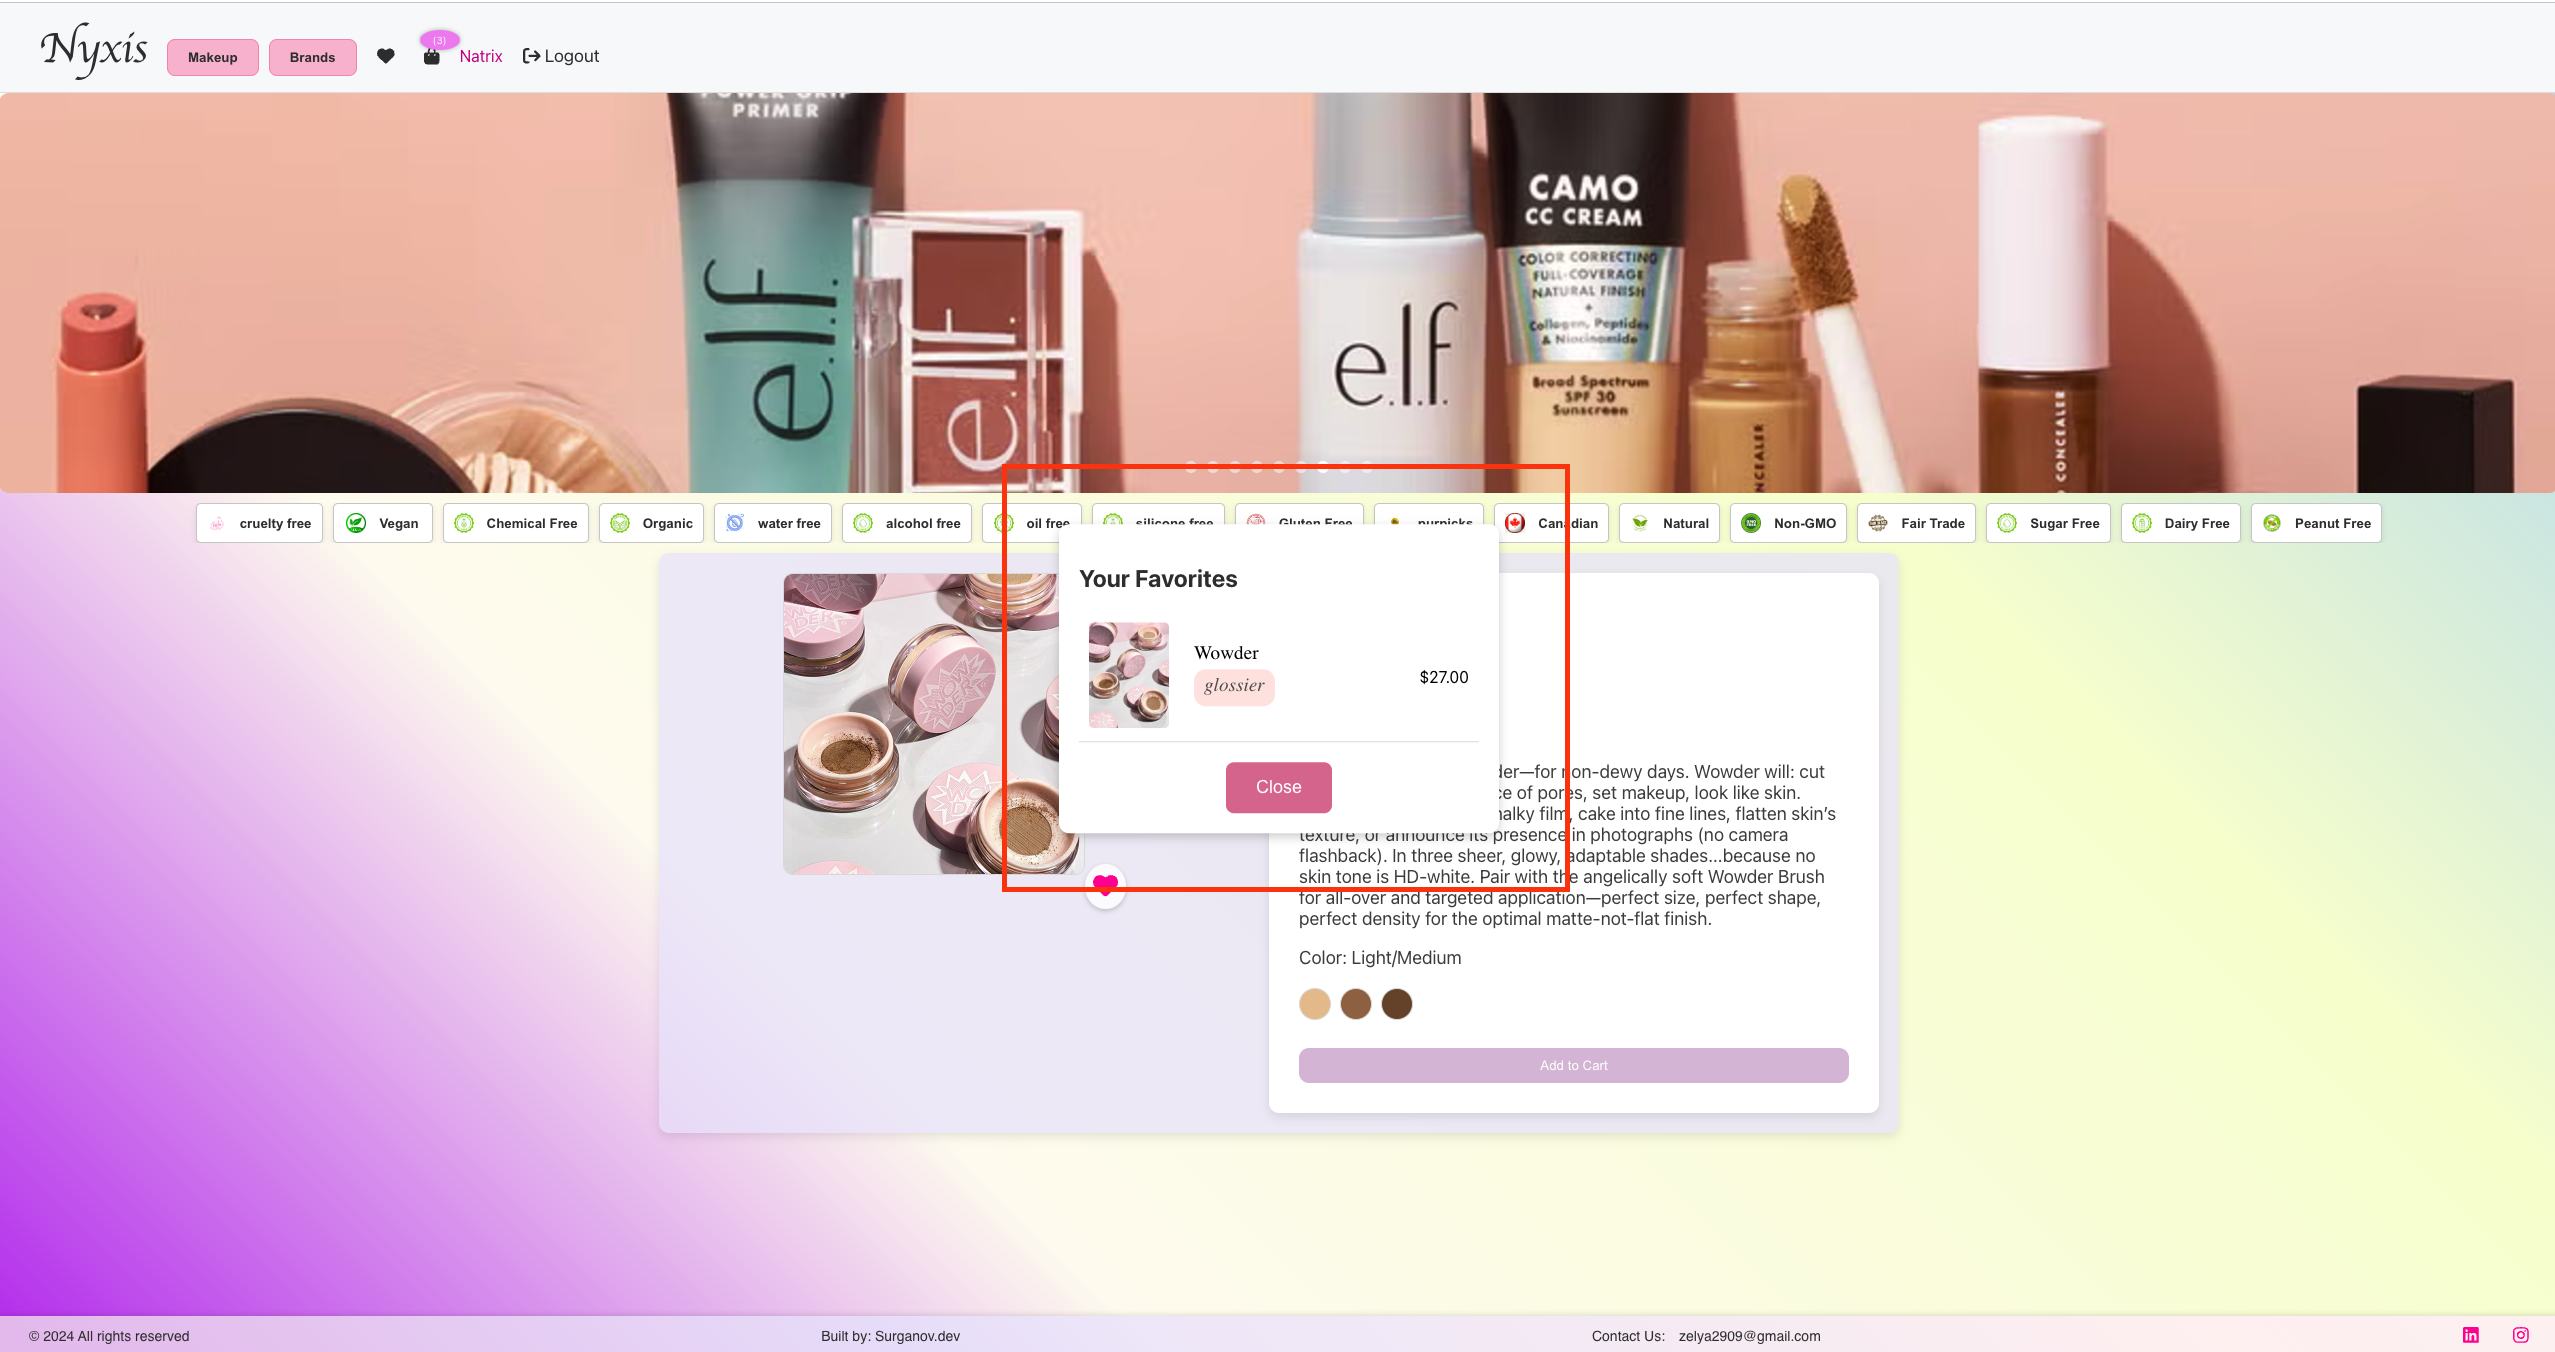 Nyxis
Makeup
Brands
(3)
Natrix
Logout
POWER GRIP
PRIMER
e.l.f.
e.l.f.
e.l.f.
CAMO
CC CREAM
COLOR CORRECTING
FULL-COVERAGE
NATURAL FINISH
+
Collagen, Peptides
& Niacinamide
Broad Spectrum
SPF 30
Sunscreen
CONCEALER
cruelty free
Vegan
Chemical Free
Organic
water free
alcohol free
oil free
silicone free
Gluten Free
purpicks
Canadian
Natural
Non-GMO
Fair Trade
Sugar Free
Dairy Free
Peanut Free
WOWDER
Your Favorites
Wowder
glossier
$27.00
Close
der—for non-dewy days. Wowder will: cut
ce of pores, set makeup, look like skin.
halky film, cake into fine lines, flatten skin’s
texture, or announce its presence in photographs (no camera
flashback). In three sheer, glowy, adaptable shades...because no
skin tone is HD-white. Pair with the angelically soft Wowder Brush
for all-over and targeted application—perfect size, perfect shape,
perfect density for the optimal matte-not-flat finish.
Color: Light/Medium
Add to Cart
© 2024 All rights reserved
Built by: Surganov.dev
Contact Us: zelya2909@gmail.com